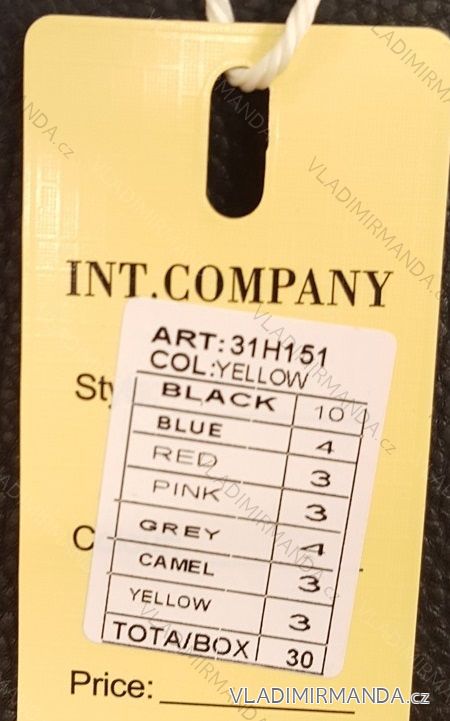 INT.COMPANY
ART:31H151
COL:YELLOW
Sty
BLACK 10
BLUE 4
RED 3
PINK 3
GREY 4
C
CAMEL 3
YELLOW 3
TOTA/BOX 30
Price:
VLADIMIRMANDA.cz